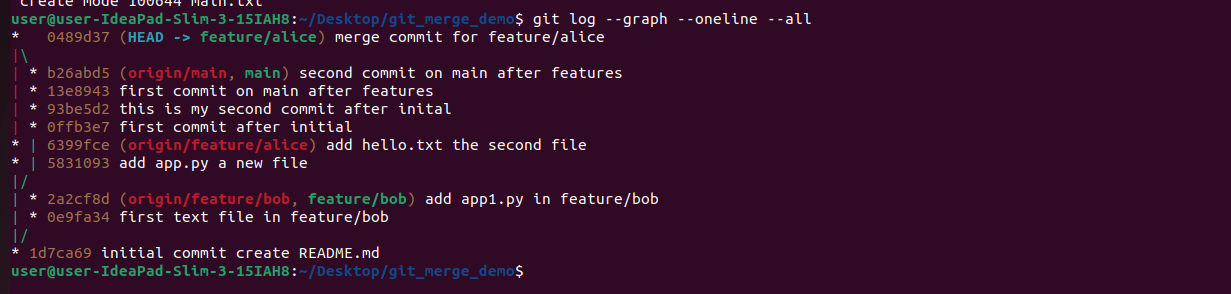 create mode 100644 main.txt
user@user-IdeaPad-Slim-3-15IAH8:~/Desktop/git_merge_demo$ git log --graph --oneline --all
*   0489d37 (HEAD -> feature/alice) merge commit for feature/alice
|\
| * b26abd5 (origin/main, main) second commit on main after features
| * 13e8943 first commit on main after features
| * 93be5d2 this is my second commit after inital
| * 0ffb3e7 first commit after initial
* | 6399fce (origin/feature/alice) add hello.txt the second file
* | 5831093 add app.py a new file
|/
| * 2a2cf8d (origin/feature/bob, feature/bob) add app1.py in feature/bob
| * 0e9fa34 first text file in feature/bob
|/
* 1d7ca69 initial commit create README.md
user@user-IdeaPad-Slim-3-15IAH8:~/Desktop/git_merge_demo$